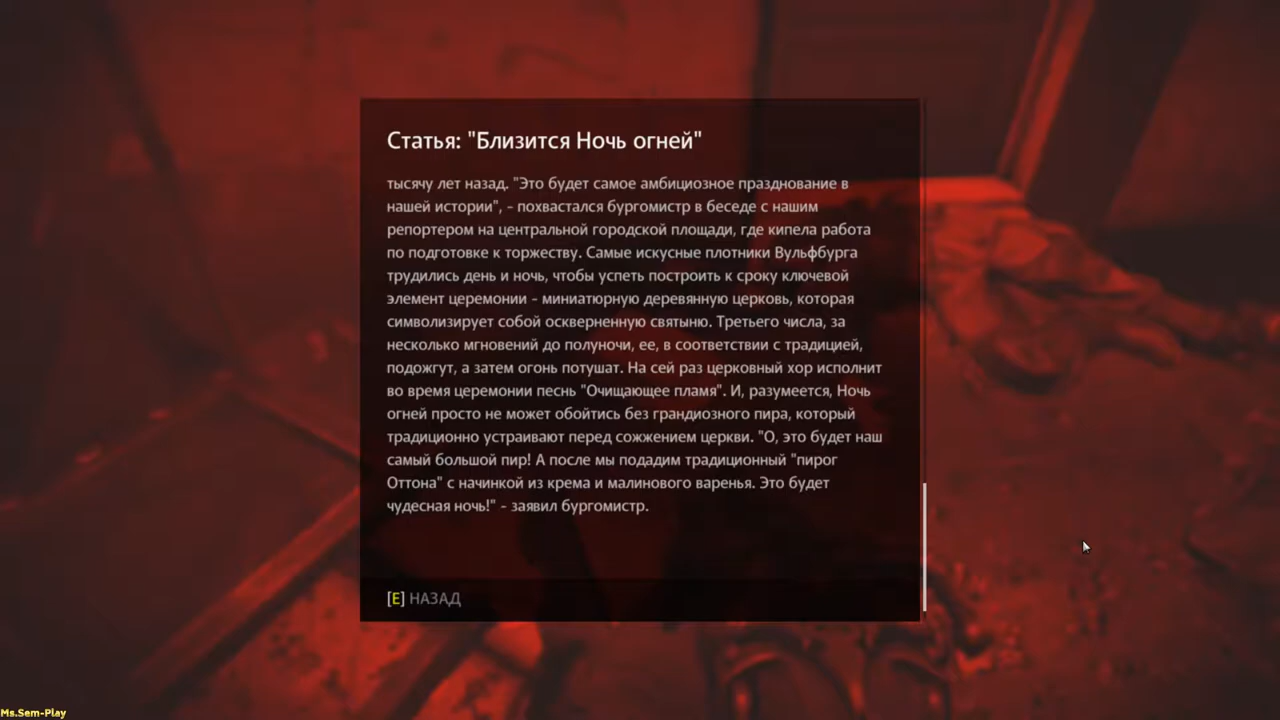 Статья: "Близится Ночь огней"
тысячу лет назад. "Это будет самое амбициозное празднование в
нашей истории", - похвастался бургомистр в беседе с нашим
репортером на центральной городской площади, где кипела работа
по подготовке к торжеству. Самые искусные плотники Вульфбурга
трудились день и ночь, чтобы успеть построить к сроку ключевой
элемент церемонии - миниатюрную деревянную церковь, которая
символизирует собой оскверненную святыню. Третьего числа, за
несколько мгновений до полуночи, ее, в соответствии с традицией,
подожгут, а затем огонь потушат. На сей раз церковный хор исполнит
во время церемонии песнь "Очищающее пламя". И, разумеется, Ночь
огней просто не может обойтись без грандиозного пира, который
традиционно устраивают перед сожжением церкви. "О, это будет наш
самый большой пир! А после мы подадим традиционный "пирог
Оттона" с начинкой из крема и малинового варенья. Это будет
чудесная ночь!" - заявил бургомистр.
[E] НАЗАД
Ms.Sem-Play